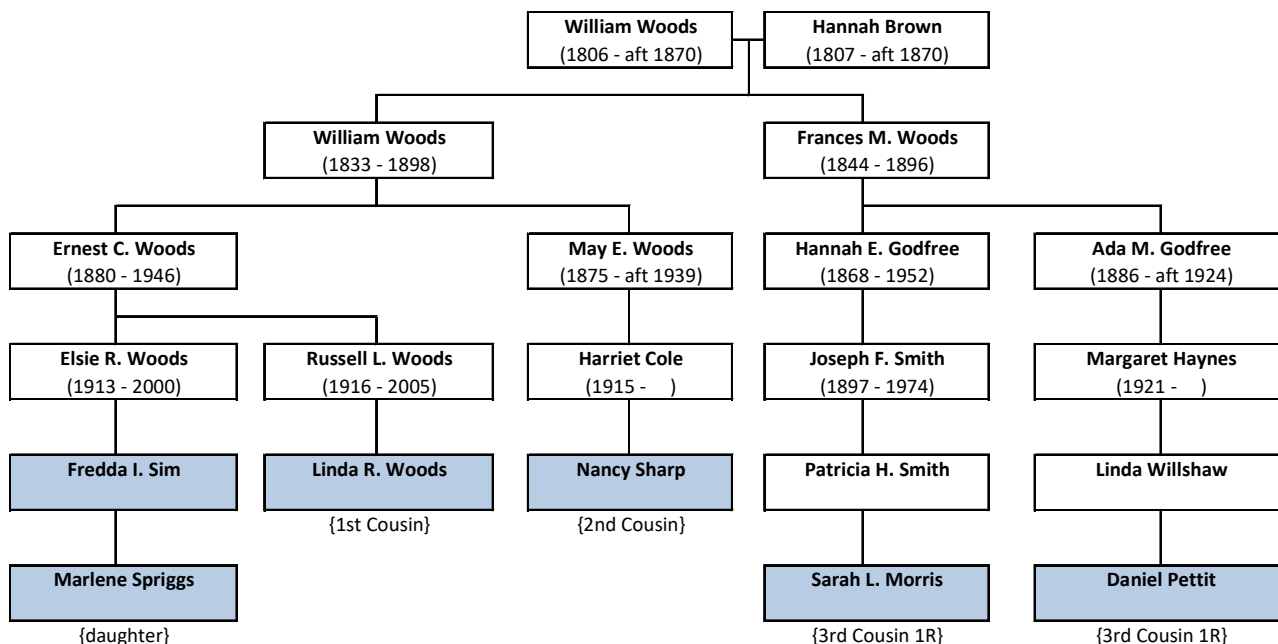 William Woods
(1806 - aft 1870)
Hannah Brown
(1807 - aft 1870)
William Woods
(1833 - 1898)
Frances M. Woods
(1844 - 1896)
Ernest C. Woods
(1880 - 1946)
May E. Woods
(1875 - aft 1939)
Hannah E. Godfree
(1868 - 1952)
Ada M. Godfree
(1886 - aft 1924)
Elsie R. Woods
(1913 - 2000)
Russell L. Woods
(1916 - 2005)
Harriet Cole
(1915 -    )
Joseph F. Smith
(1897 - 1974)
Margaret Haynes
(1921 -    )
Fredda I. Sim
Linda R. Woods
Nancy Sharp
Patricia H. Smith
Linda Willshaw
{1st Cousin}
{2nd Cousin}
Marlene Spriggs
Sarah L. Morris
Daniel Pettit
{daughter}
{3rd Cousin 1R}
{3rd Cousin 1R}